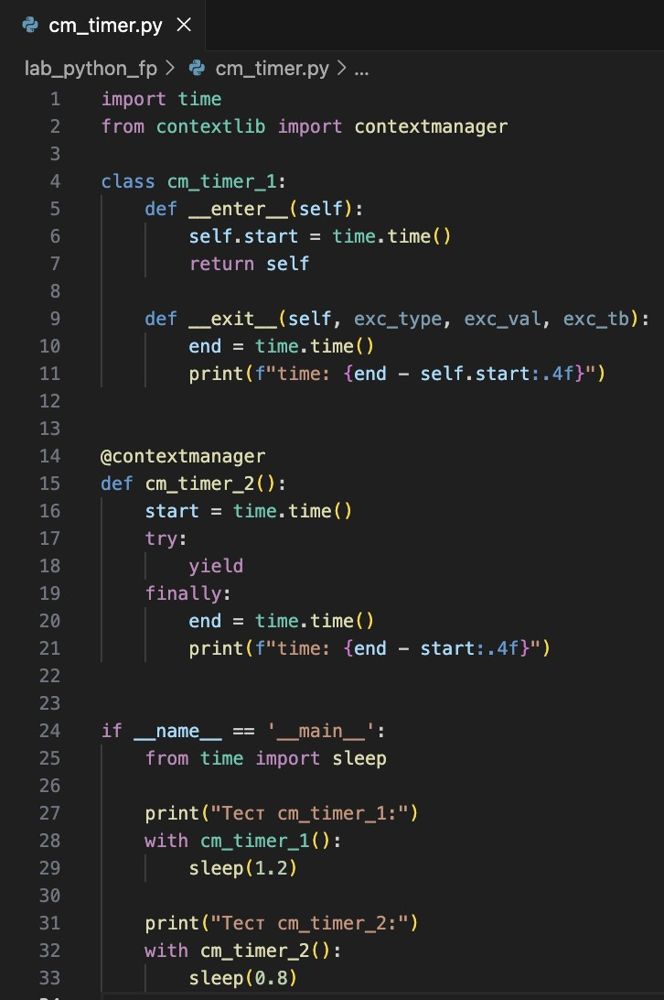 cm_timer.py ×
lab_python_fp > cm_timer.py > ...
1 import time
2 from contextlib import contextmanager
3
4 class cm_timer_1:
5     def __enter__(self):
6         self.start = time.time()
7         return self
8
9     def __exit__(self, exc_type, exc_val, exc_tb):
10         end = time.time()
11         print(f"time: {end - self.start:.4f}")
12
13
14 @contextmanager
15 def cm_timer_2():
16     start = time.time()
17     try:
18         yield
19     finally:
20         end = time.time()
21         print(f"time: {end - start:.4f}")
22
23
24 if __name__ == '__main__':
25     from time import sleep
26
27     print("Тест cm_timer_1:")
28     with cm_timer_1():
29         sleep(1.2)
30
31     print("Тест cm_timer_2:")
32     with cm_timer_2():
33         sleep(0.8)